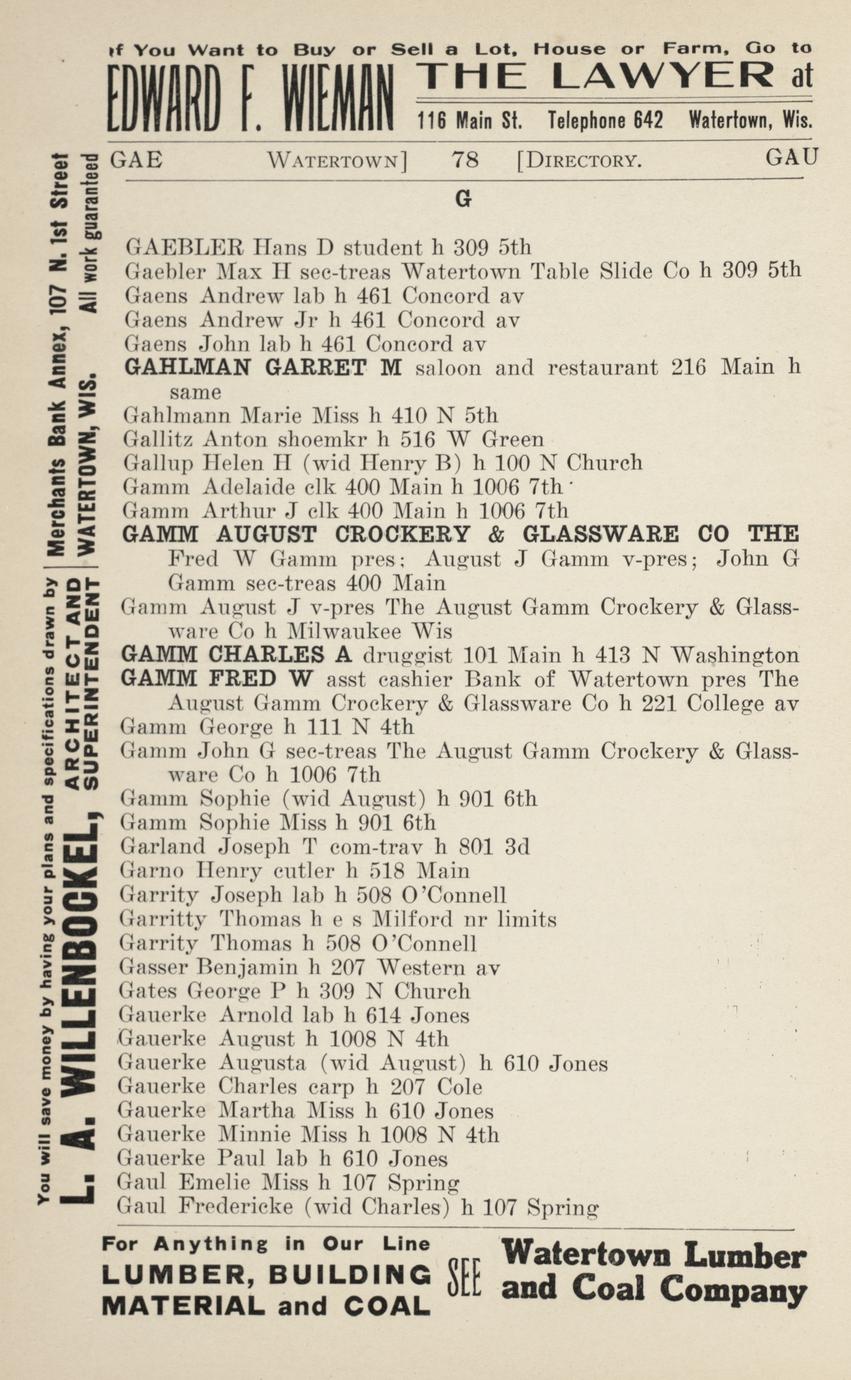 If You Want to Buy or Sell a Lot, House or Farm, Go to
EDWARD F. WIEMAN THE LAWYER at
116 Main St. Telephone 642 Watertown, Wis.
GAE WATERTOWN] 78 [DIRECTORY. GAU
G
GAEBLER Hans D student h 309 5th
Gaebler Max H sec-treas Watertown Table Slide Co h 309 5th
Gaens Andrew lab h 461 Concord av
Gaens Andrew Jr h 461 Concord av
Gaens John lab h 461 Concord av
GAHLMAN GARRET M saloon and restaurant 216 Main h
same
Gahlmann Marie Miss h 410 N 5th
Gallitz Anton shoemkr h 516 W Green
Gallup Helen H (wid Henry B) h 100 N Church
Gamm Adelaide clk 400 Main h 1006 7th
Gamm Arthur J clk 400 Main h 1006 7th
GAMM AUGUST CROCKERY & GLASSWARE CO THE
Fred W Gamm pres; August J Gamm v-pres; John G
Gamm sec-treas 400 Main
Gamm August J v-pres The August Gamm Crockery & Glass-
ware Co h Milwaukee Wis
GAMM CHARLES A druggist 101 Main h 413 N Washington
GAMM FRED W asst cashier Bank of Watertown pres The
August Gamm Crockery & Glassware Co h 221 College av
Gamm George h 111 N 4th
Gamm John G sec-treas The August Gamm Crockery & Glass-
ware Co h 1006 7th
Gamm Sophie (wid August) h 901 6th
Gamm Sophie Miss h 901 6th
Garland Joseph T com-trav h 801 3d
Garno Henry cutler h 518 Main
Garrity Joseph lab h 508 O'Connell
Garritty Thomas h e s Milford nr limits
Garrity Thomas h 508 O'Connell
Gasser Benjamin h 207 Western av
Gates George P h 309 N Church
Gauerke Arnold lab h 614 Jones
Gauerke August h 1008 N 4th
Gauerke Augusta (wid August) h 610 Jones
Gauerke Charles carp h 207 Cole
Gauerke Martha Miss h 610 Jones
Gauerke Minnie Miss h 1008 N 4th
Gauerke Paul lab h 610 Jones
Gaul Emelie Miss h 107 Spring
Gaul Fredericke (wid Charles) h 107 Spring
You will save money by having your plans and specifications drawn by
L. A. WILLENBOCKEL, ARCHITECT AND
SUPERINTENDENT
Merchants Bank Annex, 107 N. 1st Street
WATERTOWN, WIS. All work guaranteed
For Anything in Our Line
LUMBER, BUILDING
MATERIAL and COAL
SEE
Watertown Lumber
and Coal Company